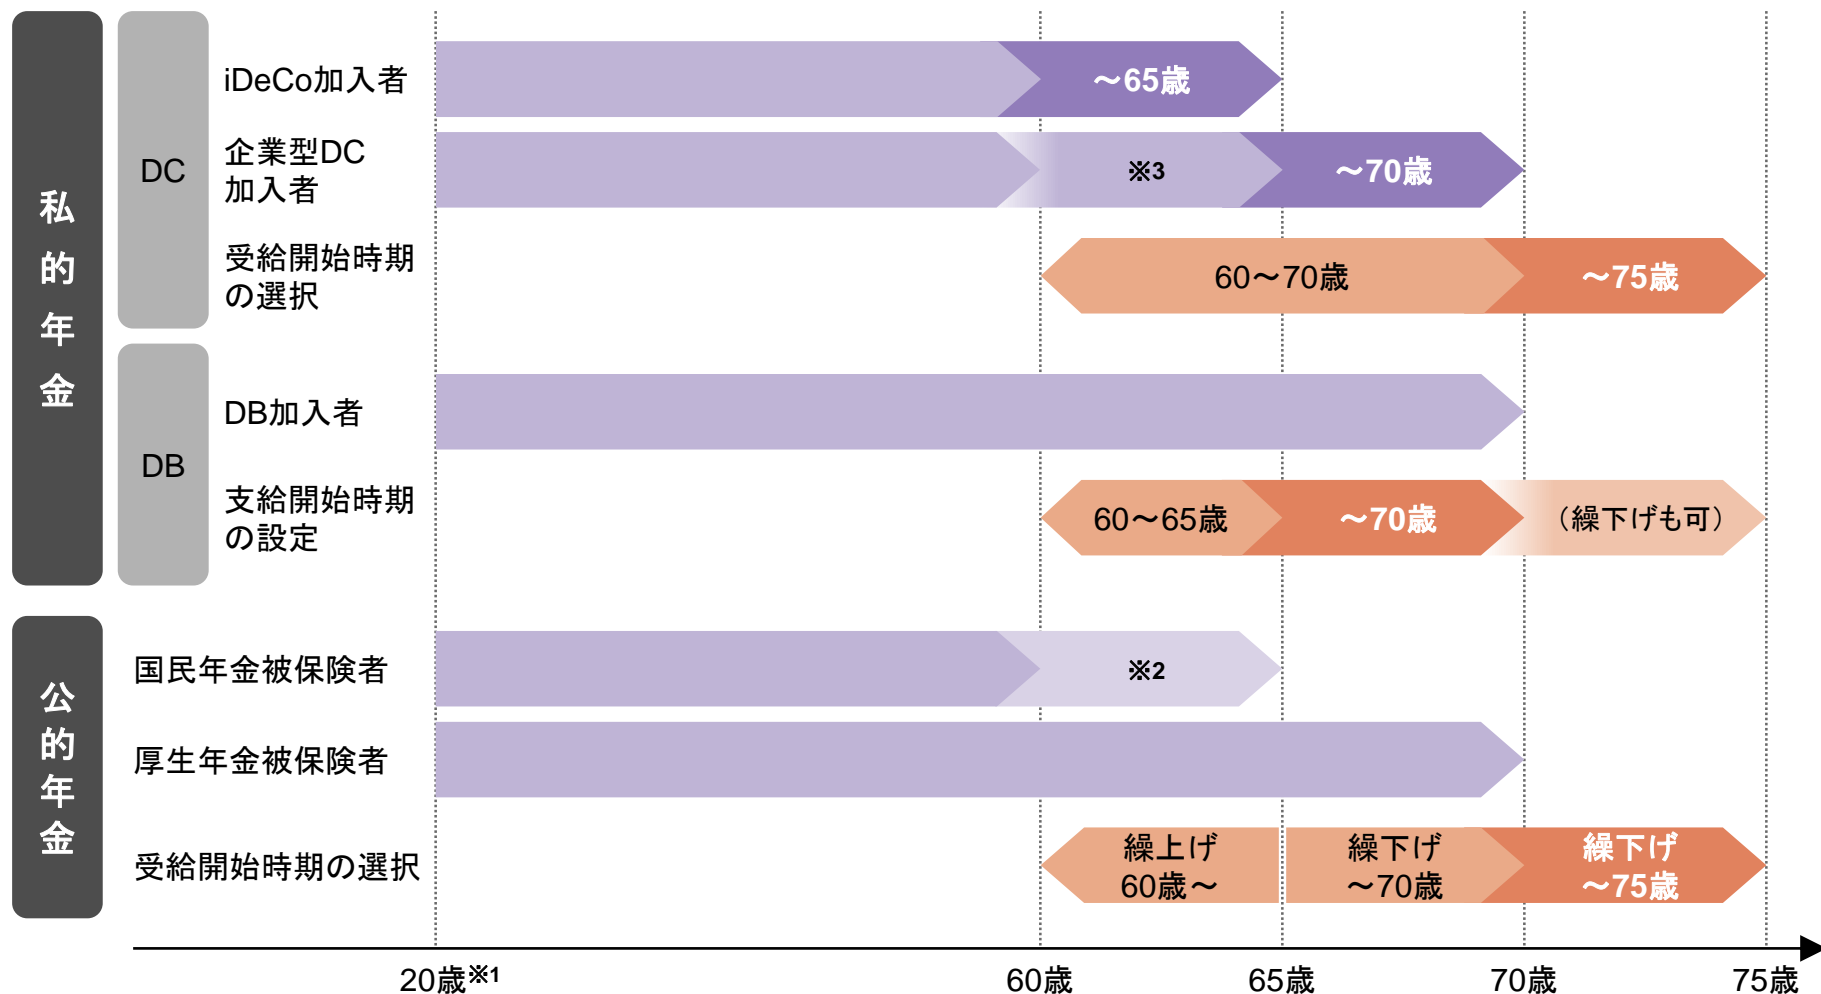 私的年金
DC
iDeCo加入者
～65歳
企業型DC
加入者
※3
～70歳
受給開始時期
の選択
60～70歳
～75歳
DB
DB加入者
支給開始時期
の設定
60～65歳
～70歳
（繰下げも可）
公的年金
国民年金被保険者
※2
厚生年金被保険者
受給開始時期の選択
繰上げ
60歳～
繰下げ
～70歳
繰下げ
～75歳
20歳※1
60歳
65歳
70歳
75歳